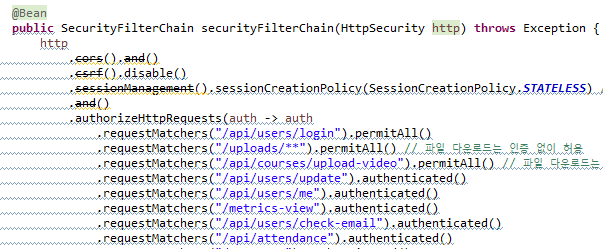 @Bean
public SecurityFilterChain securityFilterChain(HttpSecurity http) throws Exception {
http
.cors().and()
.csrf().disable()
.sessionManagement().sessionCreationPolicy(SessionCreationPolicy.STATELESS)
.and()
.authorizeHttpRequests(auth -> auth
.requestMatchers("/api/users/login").permitAll()
.requestMatchers("/uploads/**").permitAll() // 파일 다운로드는 인증 없이 허용
.requestMatchers("/api/courses/upload-video").permitAll() // 파일 다운로드는
.requestMatchers("/api/users/update").authenticated()
.requestMatchers("/api/users/me").authenticated()
.requestMatchers("/metrics-view").authenticated()
.requestMatchers("/api/users/check-email").authenticated()
.requestMatchers("/api/attendance").authenticated()